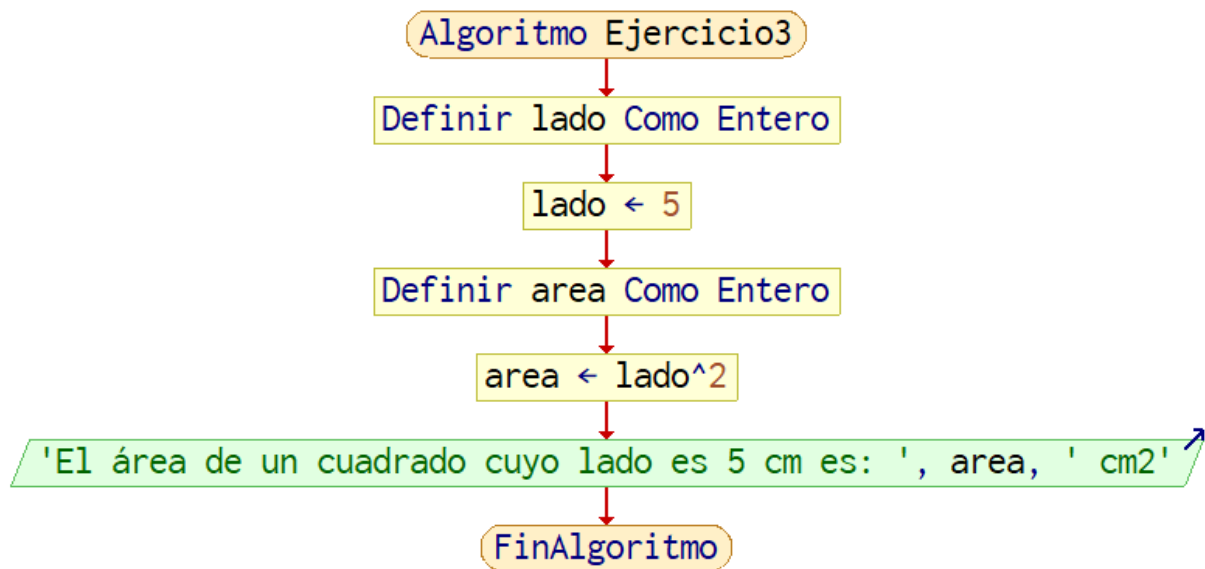 Algoritmo Ejercicio3
Definir lado Como Entero
lado ← 5
Definir area Como Entero
area ← lado^2
'El área de un cuadrado cuyo lado es 5 cm es: ', area, ' cm2'
FinAlgoritmo